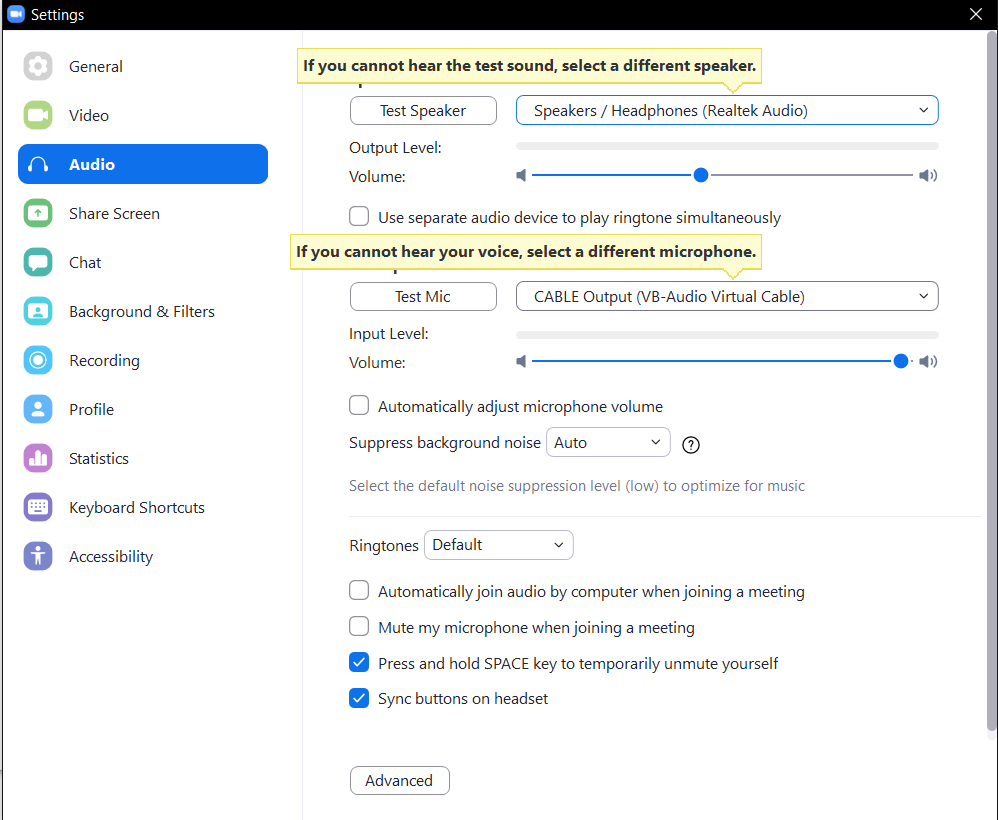 Settings
General
Video
Audio
Share Screen
Chat
Background & Filters
Recording
Profile
Statistics
Keyboard Shortcuts
Accessibility
If you cannot hear the test sound, select a different speaker.
Test Speaker
Speakers / Headphones (Realtek Audio)
Output Level:
Volume:
Use separate audio device to play ringtone simultaneously
If you cannot hear your voice, select a different microphone.
Test Mic
CABLE Output (VB-Audio Virtual Cable)
Input Level:
Volume:
Automatically adjust microphone volume
Suppress background noise Auto ?
Select the default noise suppression level (low) to optimize for music
Ringtones Default
Automatically join audio by computer when joining a meeting
Mute my microphone when joining a meeting
Press and hold SPACE key to temporarily unmute yourself
Sync buttons on headset
Advanced